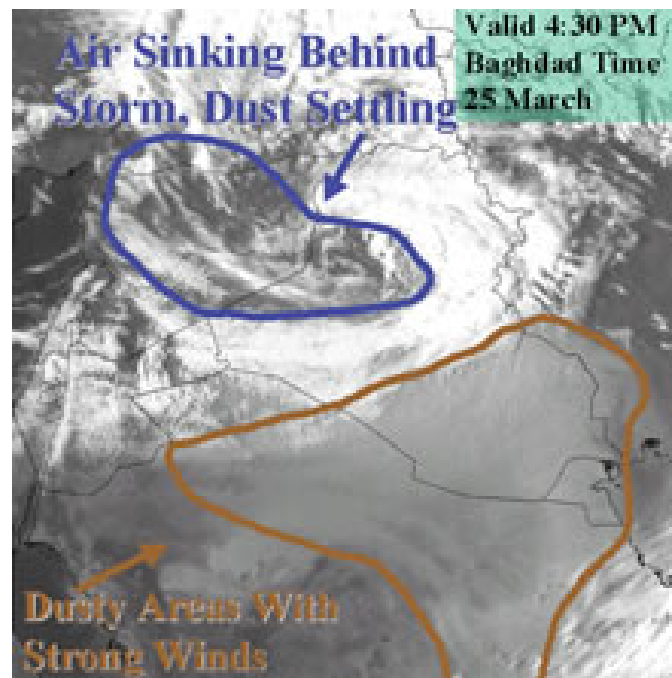 Air Sinking Behind
Storm, Dust Settling
Valid 4:30 PM
Baghdad Time
25 March
Dusty Areas With
Strong Winds